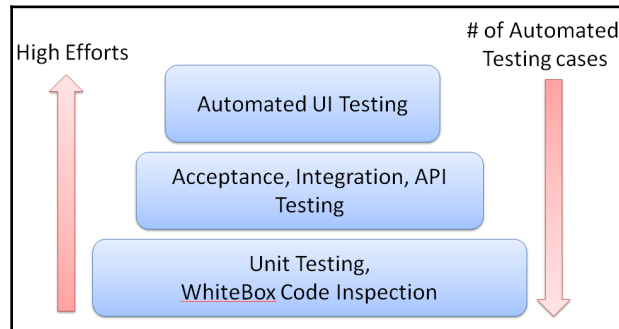 High Efforts
# of Automated
Testing cases
Automated UI Testing
Acceptance, Integration, API
Testing
Unit Testing,
WhiteBox Code Inspection